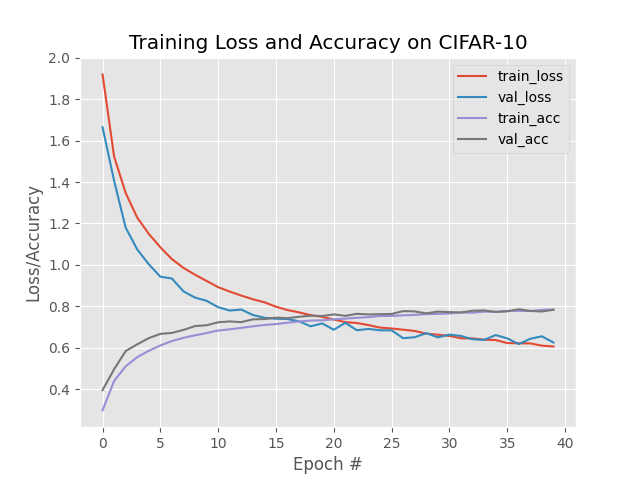 Training Loss and Accuracy on CIFAR-10
train_loss
val_loss
train_acc
val_acc
Loss/Accuracy
2.0
1.8
1.6
1.4
1.2
1.0
0.8
0.6
0.4
0 5 10 15 20 25 30 35 40
Epoch #